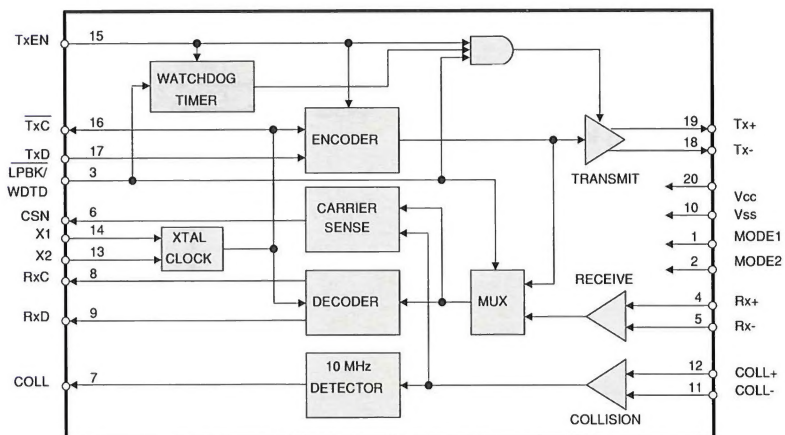 TxEN 15
WATCHDOG
TIMER
TxC 16
ENCODER
19 Tx+
TxD 17
18 Tx-
LPBK/ 3
WDTD
TRANSMIT
20
Vcc
CSN 6
CARRIER
SENSE
10 Vss
X1 14
XTAL
CLOCK
1 MODE1
X2 13
2 MODE2
RxC 8
DECODER
MUX
RECEIVE
4 Rx+
RxD 9
5 Rx-
10 MHz
DETECTOR
12 COLL+
COLL 7
11 COLL-
COLLISION